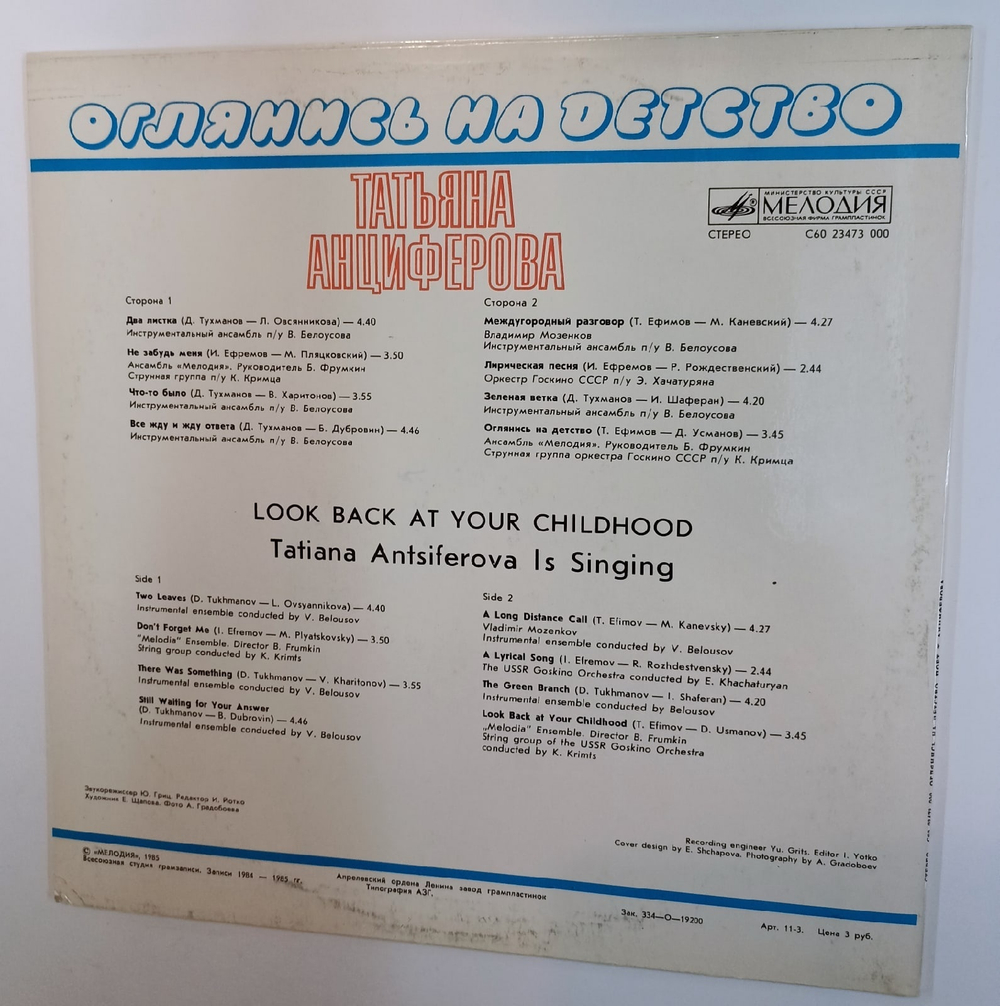 ОГЛЯНИСЬ НА ДЕТСТВО
ТАТЬЯНА
АНЦИФЕРОВА
МИНИСТЕРСТВО КУЛЬТУРЫ СССР
МЕЛОДИЯ
ВСЕСОЮЗНАЯ ФИРМА ГРАМПЛАСТИНОК
СТЕРЕО С60 23473 000
Сторона 1
Два листка (Д. Тухманов — Л. Овсянникова) — 4.40
Инструментальный ансамбль п/у В. Белоусова
Не забудь меня (И. Ефремов — М. Пляцковский) — 3.50
Ансамбль «Мелодия». Руководитель Б. Фрумкин
Струнная группа п/у К. Кримца
Что-то было (Д. Тухманов — В. Харитонов) — 3.55
Инструментальный ансамбль п/у В. Белоусова
Все жду и жду ответа (Д. Тухманов — Б. Дубровин) — 4.46
Инструментальный ансамбль п/у В. Белоусова
Сторона 2
Междугородный разговор (Т. Ефимов — М. Каневский) — 4.27
Владимир Мозенков
Инструментальный ансамбль п/у В. Белоусова
Лирическая песня (И. Ефремов — Р. Рождественский) — 2.44
Оркестр Госкино СССР п/у Э. Хачатуряна
Зеленая ветка (Д. Тухманов — И. Шаферан) — 4.20
Инструментальный ансамбль п/у В. Белоусова
Оглянись на детство (Т. Ефимов — Д. Усманов) — 3.45
Ансамбль «Мелодия». Руководитель Б. Фрумкин
Струнная группа оркестра Госкино СССР п/у К. Кримца
LOOK BACK AT YOUR CHILDHOOD
Tatiana Antsiferova Is Singing
Side 1
Two Leaves (D. Tukhmanov — L. Ovsyannikova) — 4.40
Instrumental ensemble conducted by V. Belousov
Don't Forget Me (I. Efremov — M. Plyatskovsky) — 3.50
"Melodia" Ensemble. Director B. Frumkin
String group conducted by K. Krimts
There Was Something (D. Tukhmanov — V. Kharitonov) — 3.55
Instrumental ensemble conducted by V. Belousov
Still Waiting for Your Answer
(D. Tukhmanov — B. Dubrovin) — 4.46
Instrumental ensemble conducted by V. Belousov
Side 2
A Long Distance Call (T. Efimov — M. Kanevsky) — 4.27
Vladimir Mozenkov
Instrumental ensemble conducted by V. Belousov
A Lyrical Song (I. Efremov — R. Rozhdestvensky) — 2.44
The USSR Goskino Orchestra conducted by E. Khachaturyan
The Green Branch (D. Tukhmanov — I. Shaferan) — 4.20
Instrumental ensemble conducted by Belousov
Look Back at Your Childhood (T. Efimov — D. Usmanov) — 3.45
„Melodia" Ensemble. Director B. Frumkin
String group of the USSR Goskino Orchestra
conducted by K. Krimts
Звукорежиссер Ю. Гриц. Редактор И. Йотко
Художник Е. Щапова. Фото А. Градобоева
Recording engineer Yu. Grits. Editor I. Yotko
Cover design by E. Shchapova. Photography by A. Gradoboev
© «МЕЛОДИЯ», 1985
Всесоюзная студия грамзаписи. Записи 1984 — 1985 гг.
Апрелевский ордена Ленина завод грампластинок
Типография АЗГ.
Зак. 334—О—19200
Арт. 11-3. Цена 3 руб.